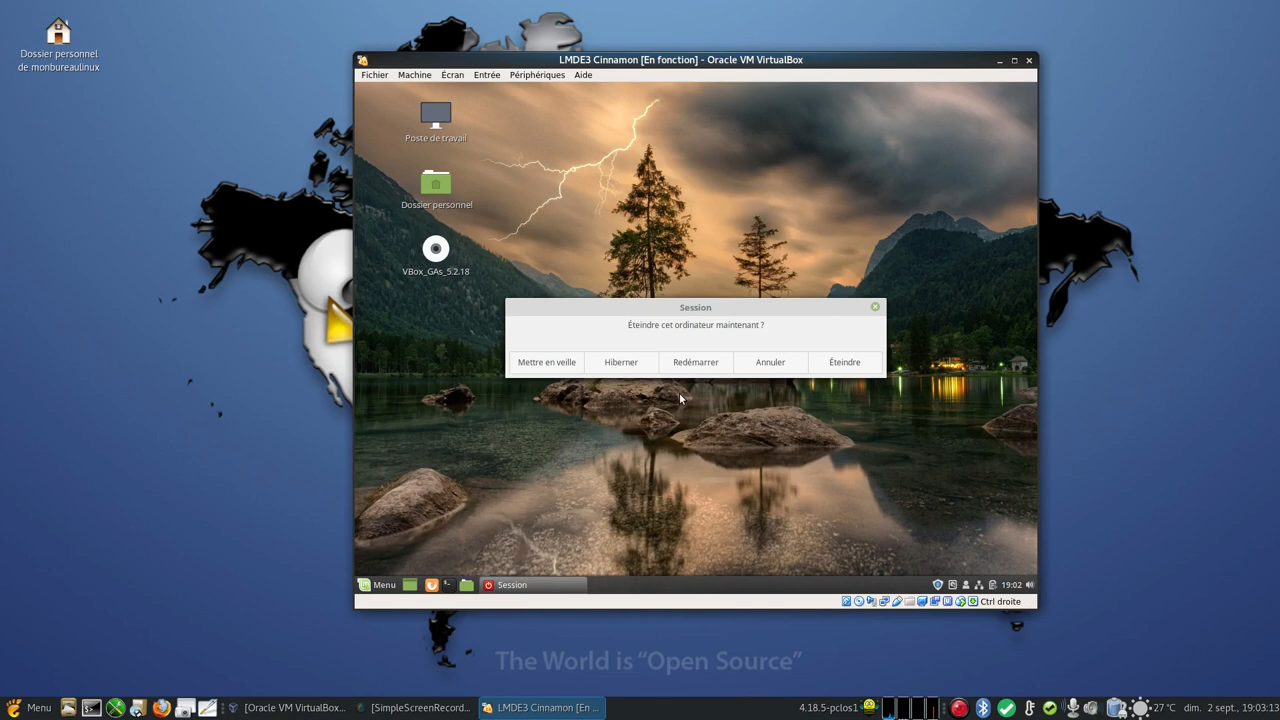 Dossier personnel
de monbureaulinux
LMDE3 Cinnamon [En fonction] - Oracle VM VirtualBox
Fichier Machine Écran Entrée Périphériques Aide
Poste de travail
Dossier personnel
VBox_GAs_5.2.18
Session
Éteindre cet ordinateur maintenant ?
Mettre en veille Hiberner Redémarrer Annuler Éteindre
Menu Session 19:02
Ctrl droite
The World is “Open Source”
Menu [Oracle VM VirtualBox... [SimpleScreenRecord... LMDE3 Cinnamon [En ... 4.18.5-pclos1 27 °C dim. 2 sept., 19:03:13